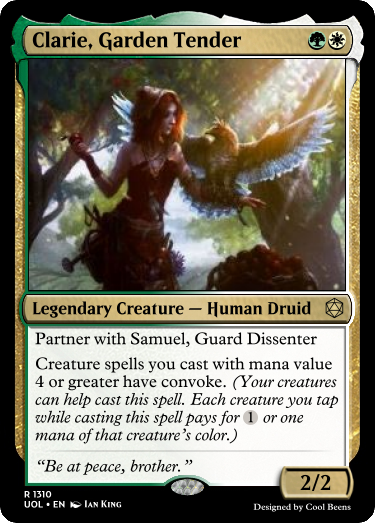 Clarie, Garden Tender
Legendary Creature — Human Druid
Partner with Samuel, Guard Dissenter
Creature spells you cast with mana value
4 or greater have convoke. (Your creatures
can help cast this spell. Each creature you tap
while casting this spell pays for 1 or one
mana of that creature's color.)
"Be at peace, brother."
2/2
R 1310
UOL • EN Ian King
Designed by Cool Beens